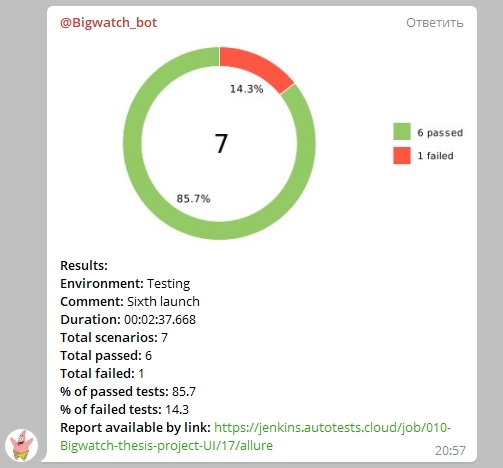 @Bigwatch_bot
Ответить
14.3%
7
85.7%
6 passed
1 failed
Results:
Environment: Testing
Comment: Sixth launch
Duration: 00:02:37.668
Total scenarios: 7
Total passed: 6
Total failed: 1
% of passed tests: 85.7
% of failed tests: 14.3
Report available by link: https://jenkins.autotests.cloud/job/010-
Bigwatch-thesis-project-UI/17/allure
20:57